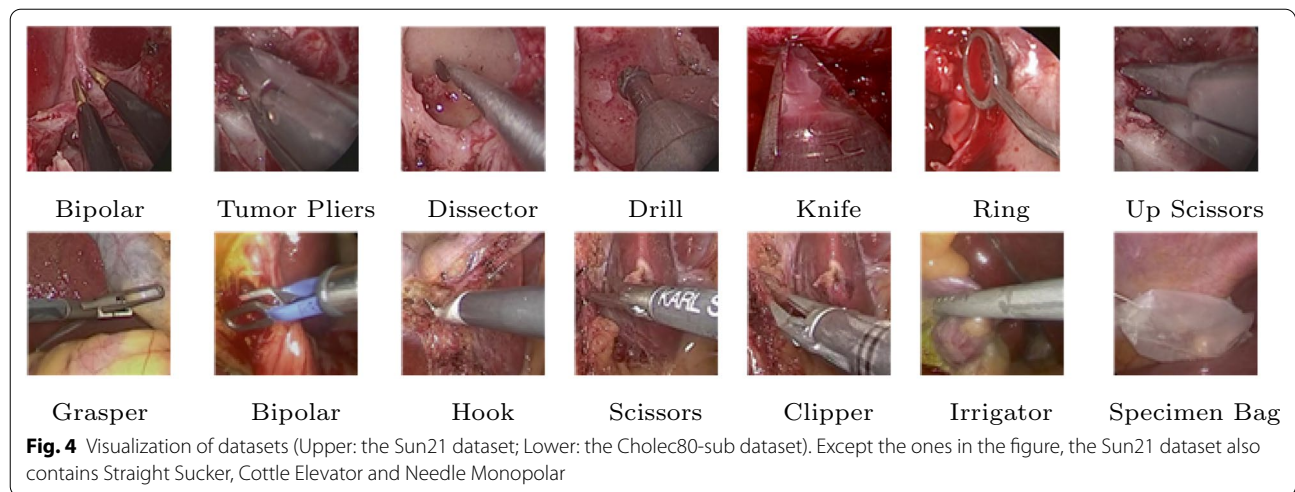 Bipolar Tumor Pliers Dissector Drill Knife Ring Up Scissors
KARL S
Grasper Bipolar Hook Scissors Clipper Irrigator Specimen Bag
Fig. 4 Visualization of datasets (Upper: the Sun21 dataset; Lower: the Cholec80-sub dataset). Except the ones in the figure, the Sun21 dataset also
contains Straight Sucker, Cottle Elevator and Needle Monopolar